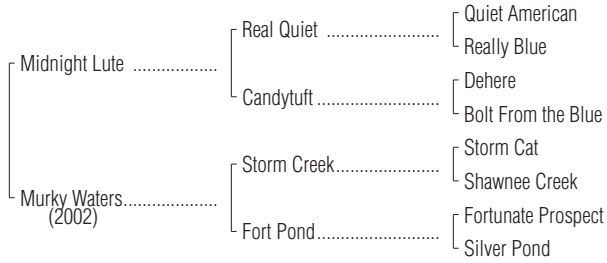 Quiet American
Real Quiet ......................
Really Blue
Midnight Lute .................
Dehere
Candytuft ........................
Bolt From the Blue
Storm Cat
Storm Creek....................
Shawnee Creek
Murky Waters...................
(2002)
Fortunate Prospect
Fort Pond........................
Silver Pond